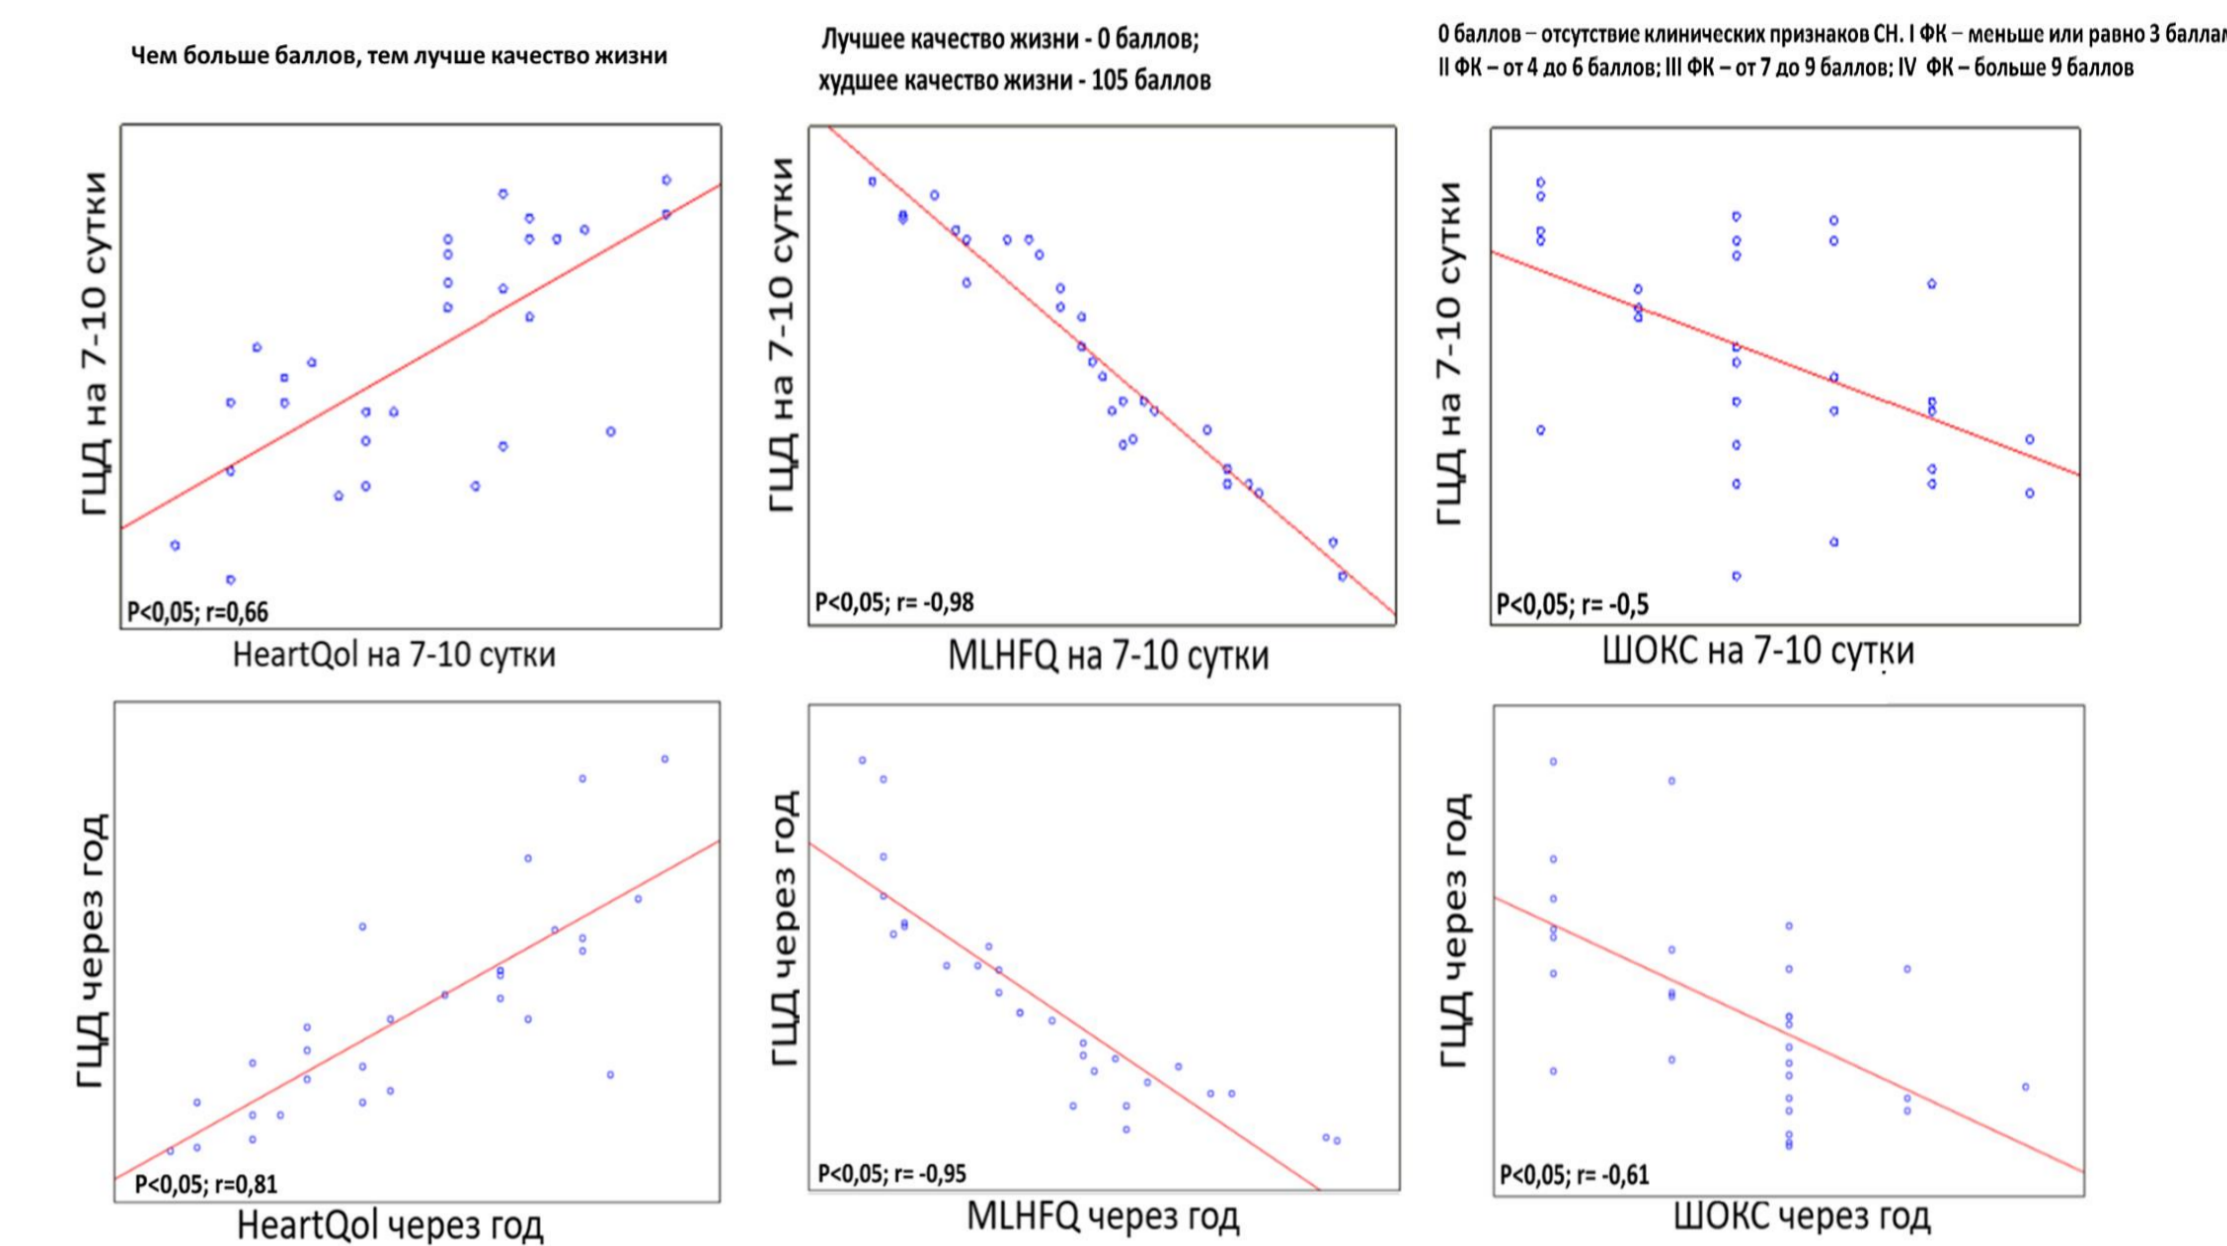 Чем больше баллов, тем лучше качество жизни
Лучшее качество жизни - 0 баллов;
худшее качество жизни - 105 баллов
0 баллов – отсутствие клинических признаков СН. I ФК – меньше или равно 3 баллам
II ФК – от 4 до 6 баллов; III ФК – от 7 до 9 баллов; IV ФК – больше 9 баллов
ГЦД на 7-10 сутки
P<0,05; r=0,66
HeartQol на 7-10 сутки
ГЦД на 7-10 сутки
P<0,05; r= -0,98
MLHFQ на 7-10 сутки
ГЦД на 7-10 сутки
P<0,05; r= -0,5
ШОКС на 7-10 сутки
ГЦД через год
P<0,05; r=0,81
HeartQol через год
ГЦД через год
P<0,05; r= -0,95
MLHFQ через год
ГЦД через год
P<0,05; r= -0,61
ШОКС через год